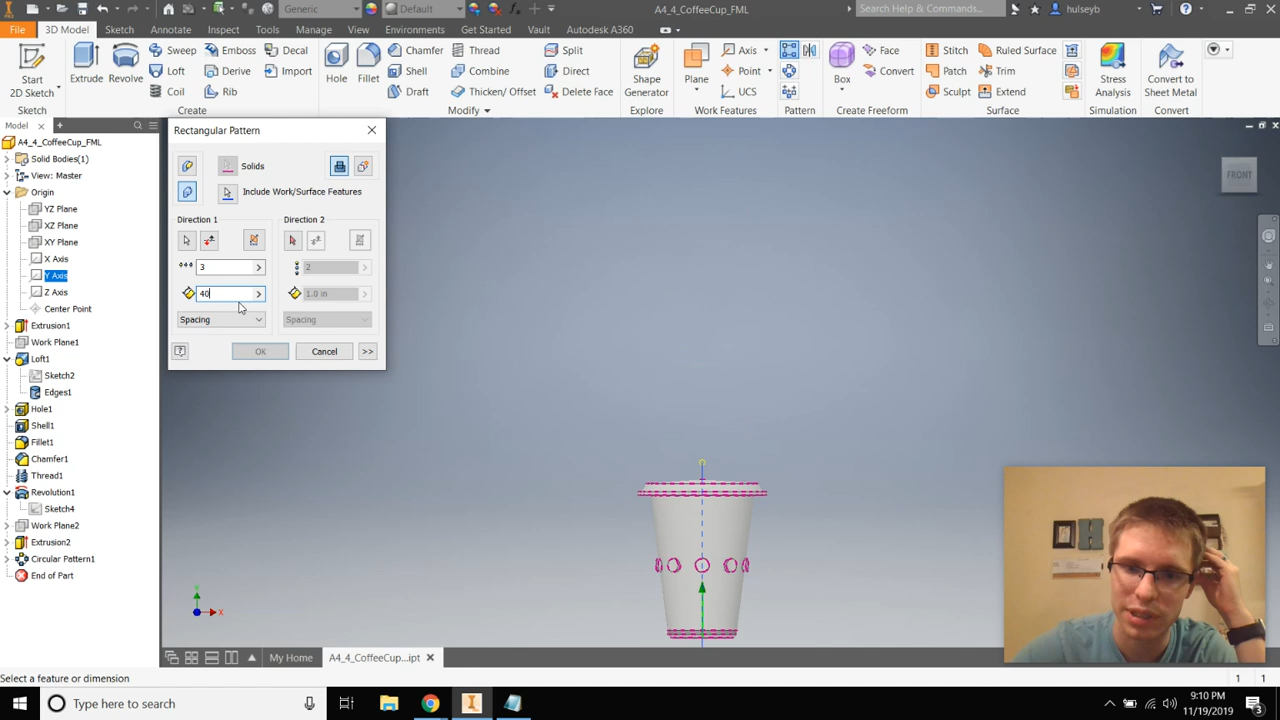 Generic
Default
A4_4_CoffeeCup_FML
Search Help & Commands...
hulseyb
File
3D Model
Sketch
Annotate
Inspect
Tools
Manage
View
Environments
Get Started
Vault
Autodesk A360
Start
2D Sketch
Extrude
Revolve
Sweep
Emboss
Decal
Loft
Derive
Import
Coil
Rib
Hole
Fillet
Chamfer
Thread
Split
Shell
Combine
Direct
Draft
Thicken/ Offset
Delete Face
Shape
Generator
Plane
Axis
Point
UCS
Box
Face
Convert
Stitch
Ruled Surface
Patch
Trim
Sculpt
Extend
Stress
Analysis
Convert to
Sheet Metal
Sketch
Create
Modify
Explore
Work Features
Pattern
Create Freeform
Surface
Simulation
Convert
Model
A4_4_CoffeeCup_FML
Solid Bodies(1)
View: Master
Origin
YZ Plane
XZ Plane
XY Plane
X Axis
Y Axis
Z Axis
Center Point
Extrusion1
Work Plane1
Loft1
Sketch2
Edges1
Hole1
Shell1
Fillet1
Chamfer1
Thread1
Revolution1
Sketch4
Work Plane2
Extrusion2
Circular Pattern1
End of Part
Rectangular Pattern
Solids
Include Work/Surface Features
Direction 1
Direction 2
3
2
40
1.0 in
Spacing
Spacing
OK
Cancel
>>
FRONT
Y
X
H
My Home
A4_4_CoffeeCup...ipt
Select a feature or dimension
1
1
Type here to search
9:10 PM
11/19/2019
3